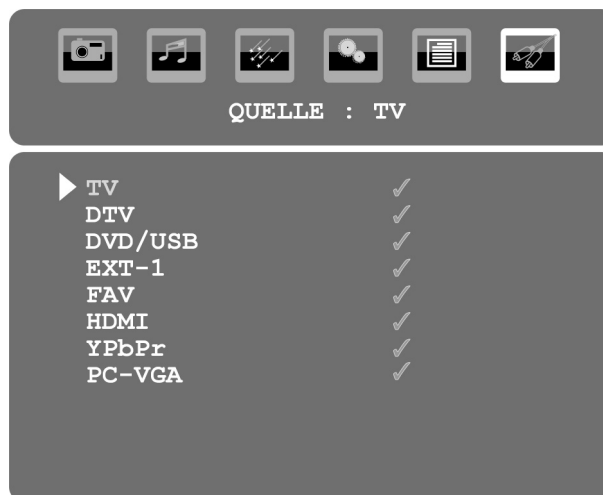 QUELLE : TV
TV
DTV
DVD/USB
EXT-1
FAV
HDMI
YPbPr
PC-VGA